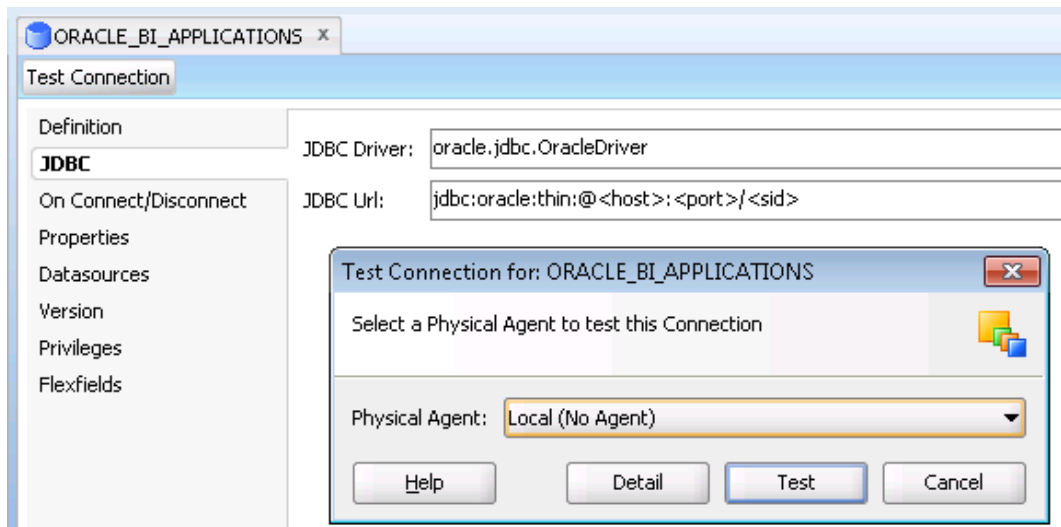 ORACLE_BI_APPLICATIONS x
Test Connection
Definition
JDBC
On Connect/Disconnect
Properties
Datasources
Version
Privileges
Flexfields
JDBC Driver: oracle.jdbc.OracleDriver
JDBC Url: jdbc:oracle:thin:@<host>:<port>/<sid>
Test Connection for: ORACLE_BI_APPLICATIONS
Select a Physical Agent to test this Connection
Physical Agent: Local (No Agent)
Help Detail Test Cancel